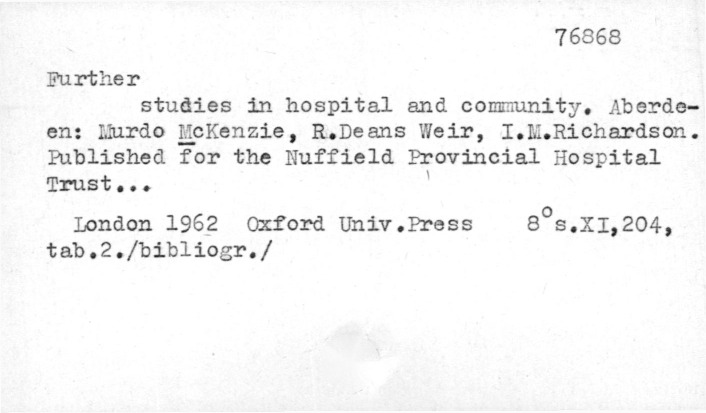 76868
Further
studies in hospital and community. Aberde-
en: Murdo McKenzie, R.Deans Weir, I.M.Richardson.
Published for the Nuffield Provincial Hospital
Trust...
London 1962 Oxford Univ.Press 8°s.XI,204,
tab.2./bibliogr./